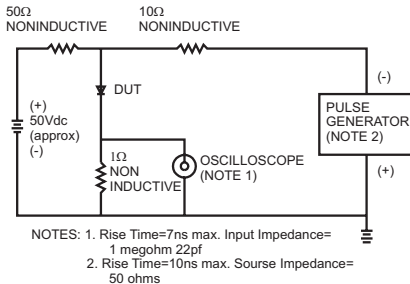 50Ω
NONINDUCTIVE
10Ω
NONINDUCTIVE
(+)
50Vdc
(approx)
(-)
DUT
1Ω
NON
INDUCTIVE
OSCILLOSCOPE
(NOTE 1)
(-)
PULSE
GENERATOR
(NOTE 2)
(+)
NOTES: 1. Rise Time=7ns max. Input Impedance=
1 megohm 22pf
2. Rise Time=10ns max. Sourse Impedance=
50 ohms